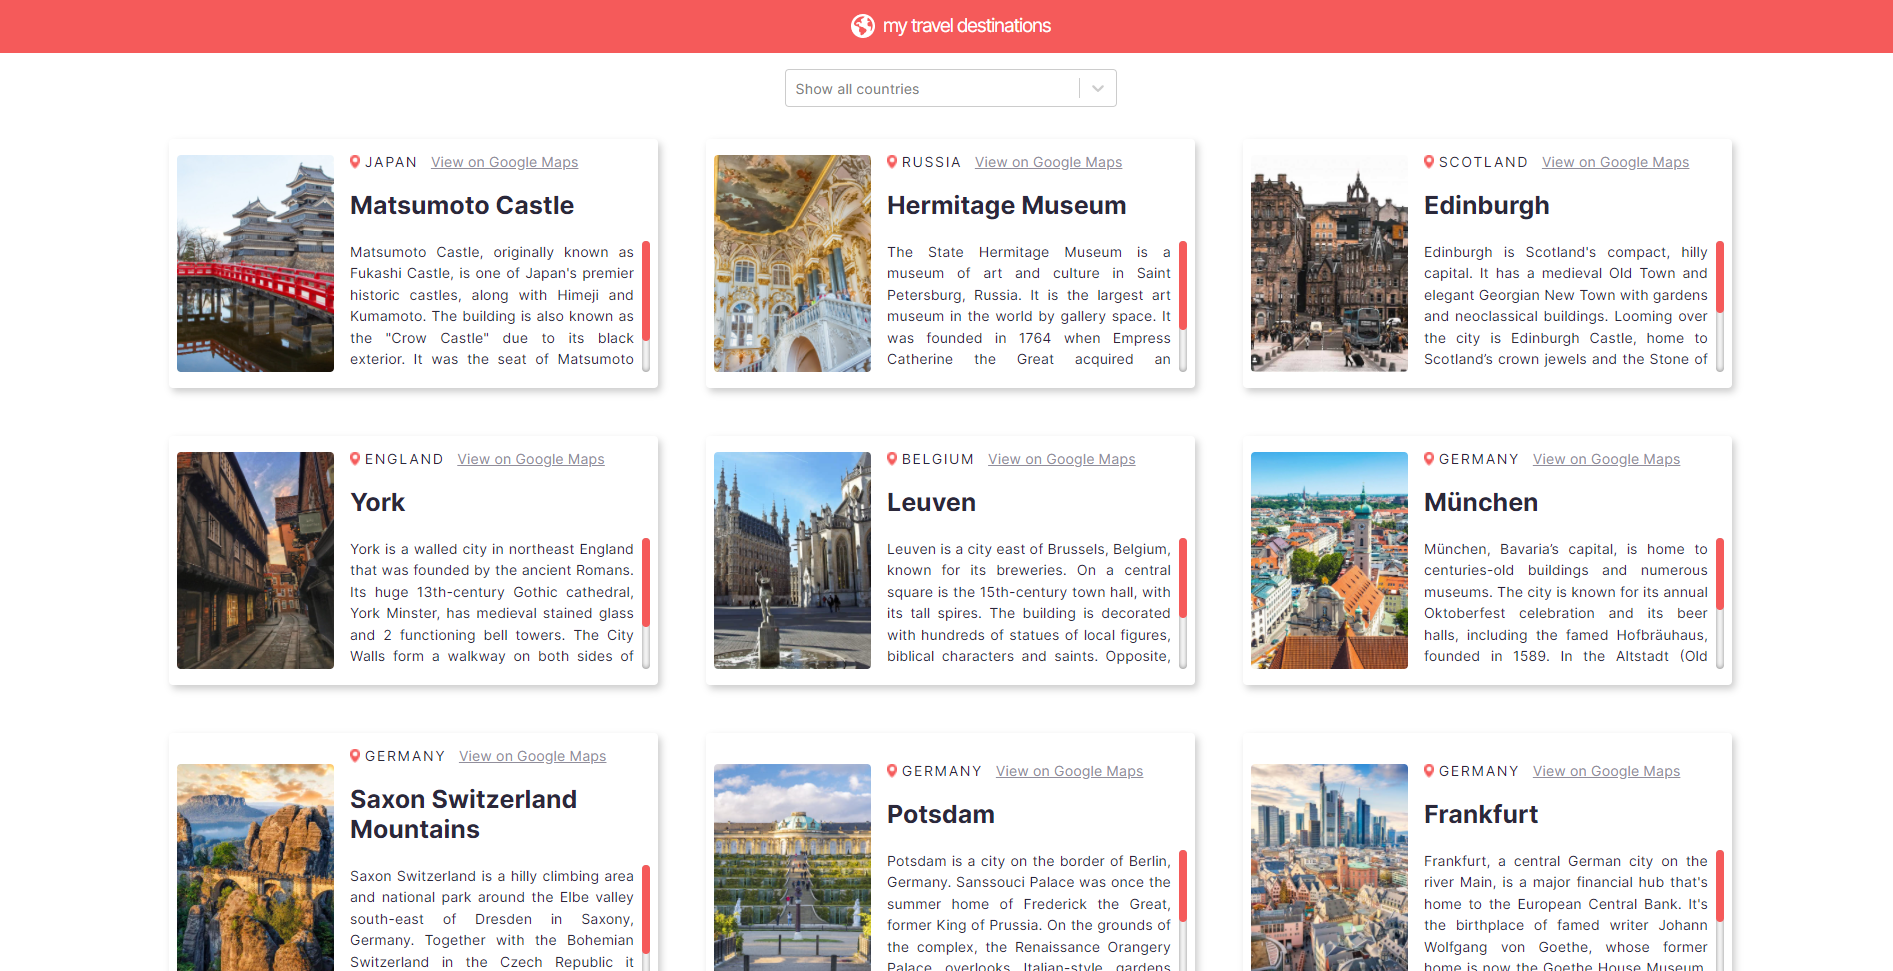 my travel destinations
Show all countries
JAPAN View on Google Maps
Matsumoto Castle
Matsumoto Castle, originally known as
Fukashi Castle, is one of Japan's premier
historic castles, along with Himeji and
Kumamoto. The building is also known as
the "Crow Castle" due to its black
exterior. It was the seat of Matsumoto
RUSSIA View on Google Maps
Hermitage Museum
The State Hermitage Museum is a
museum of art and culture in Saint
Petersburg, Russia. It is the largest art
museum in the world by gallery space. It
was founded in 1764 when Empress
Catherine the Great acquired an
SCOTLAND View on Google Maps
Edinburgh
Edinburgh is Scotland's compact, hilly
capital. It has a medieval Old Town and
elegant Georgian New Town with gardens
and neoclassical buildings. Looming over
the city is Edinburgh Castle, home to
Scotland’s crown jewels and the Stone of
ENGLAND View on Google Maps
York
York is a walled city in northeast England
that was founded by the ancient Romans.
Its huge 13th-century Gothic cathedral,
York Minster, has medieval stained glass
and 2 functioning bell towers. The City
Walls form a walkway on both sides of
BELGIUM View on Google Maps
Leuven
Leuven is a city east of Brussels, Belgium,
known for its breweries. On a central
square is the 15th-century town hall, with
its tall spires. The building is decorated
with hundreds of statues of local figures,
biblical characters and saints. Opposite,
GERMANY View on Google Maps
München
München, Bavaria’s capital, is home to
centuries-old buildings and numerous
museums. The city is known for its annual
Oktoberfest celebration and its beer
halls, including the famed Hofbräuhaus,
founded in 1589. In the Altstadt (Old
GERMANY View on Google Maps
Saxon Switzerland
Mountains
Saxon Switzerland is a hilly climbing area
and national park around the Elbe valley
south-east of Dresden in Saxony,
Germany. Together with the Bohemian
Switzerland in the Czech Republic it
GERMANY View on Google Maps
Potsdam
Potsdam is a city on the border of Berlin,
Germany. Sanssouci Palace was once the
summer home of Frederick the Great,
former King of Prussia. On the grounds of
the complex, the Renaissance Orangery
Palace overlooks Italian-style gardens
GERMANY View on Google Maps
Frankfurt
Frankfurt, a central German city on the
river Main, is a major financial hub that's
home to the European Central Bank. It's
the birthplace of famed writer Johann
Wolfgang von Goethe, whose former
home is now the Goethe House Museum.